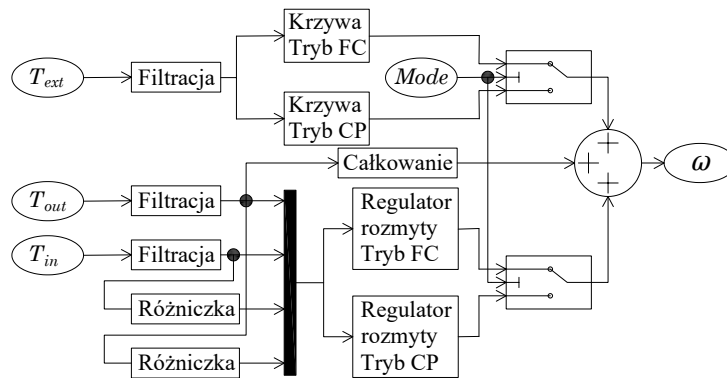 Krzywa
Tryb FC
T_ext
Filtracja
Mode
Krzywa
Tryb CP
Całkowanie
+
+
+
ω
T_out
Filtracja
Regulator
rozmyty
Tryb FC
T_in
Filtracja
Różniczka
Regulator
rozmyty
Tryb CP
Różniczka